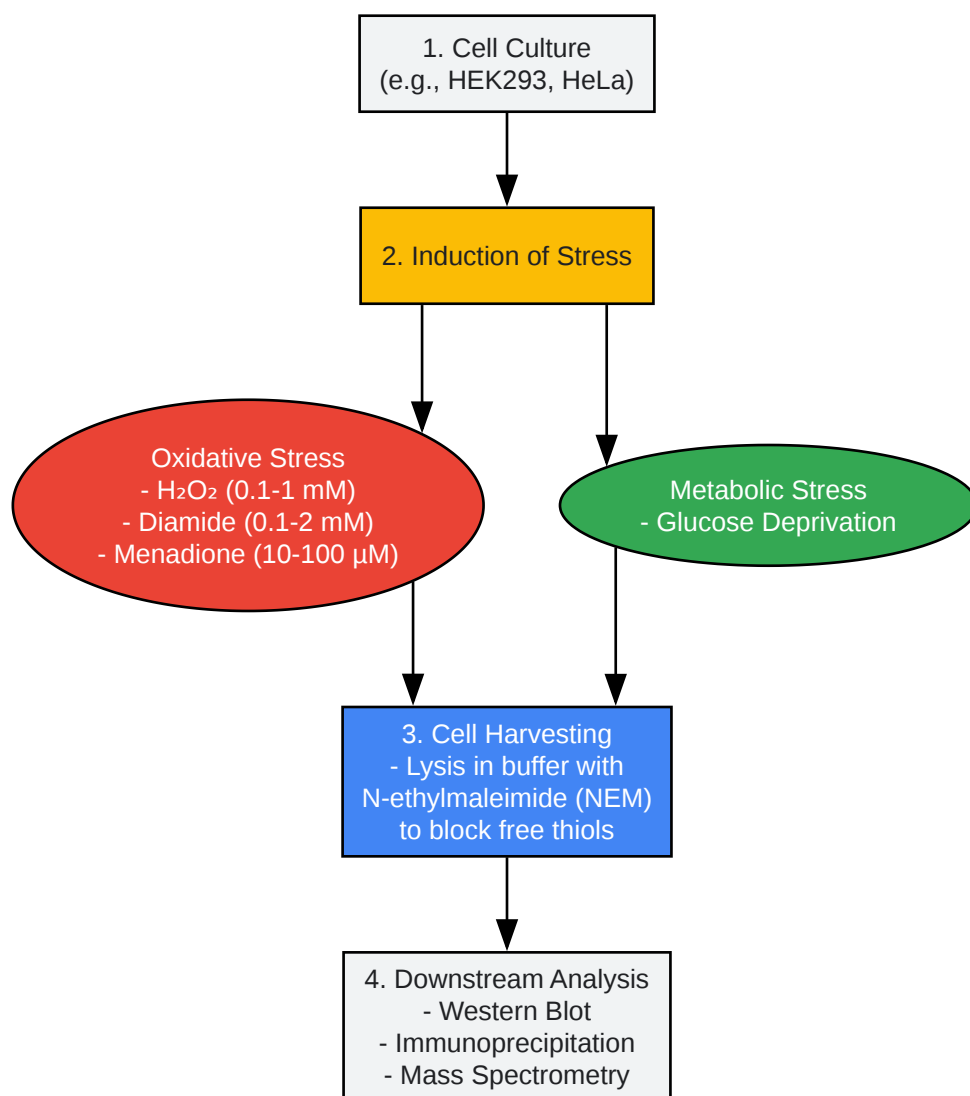 1. Cell Culture
(e.g., HEK293, HeLa)
2. Induction of Stress
Oxidative Stress
- H₂O₂ (0.1-1 mM)
- Diamide (0.1-2 mM)
- Menadione (10-100 µM)
Metabolic Stress
- Glucose Deprivation
3. Cell Harvesting
- Lysis in buffer with
N-ethylmaleimide (NEM)
to block free thiols
4. Downstream Analysis
- Western Blot
- Immunoprecipitation
- Mass Spectrometry